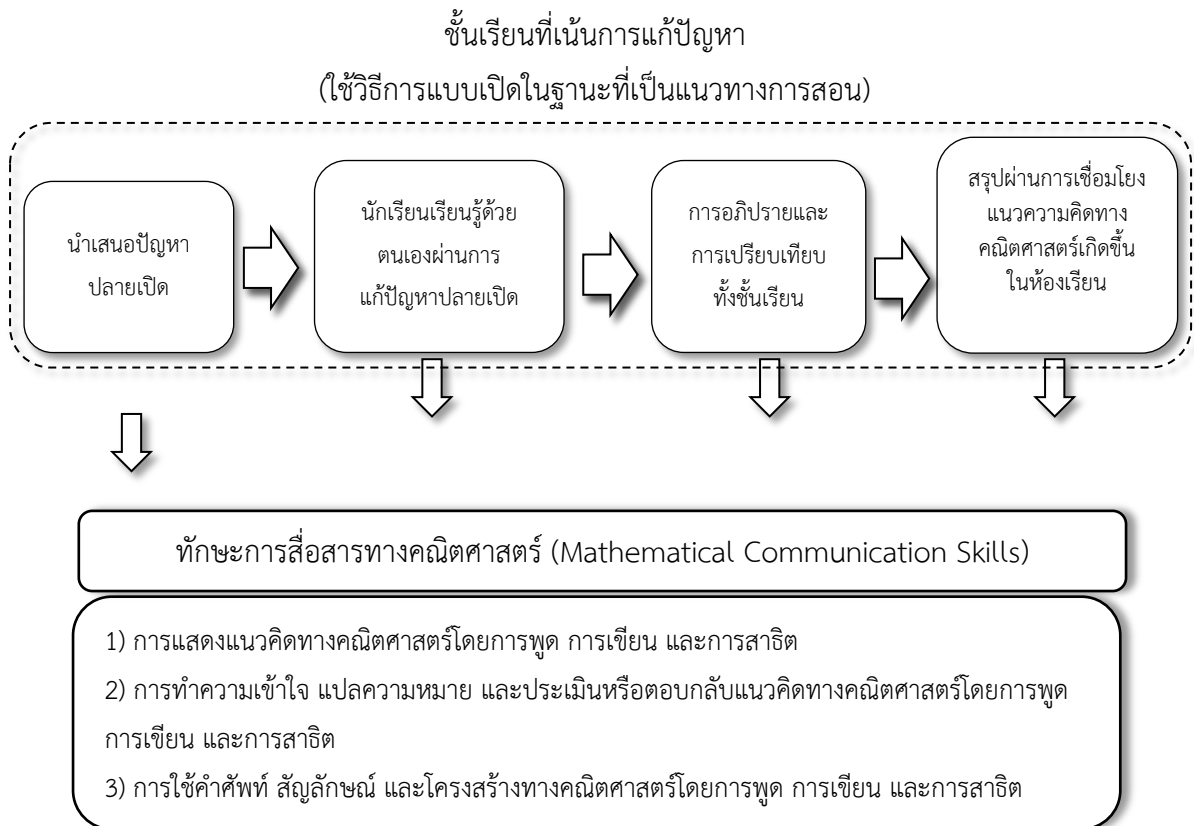 ชั้นเรียนที่เน้นการแก้ปัญหา
(ใช้วิธีการแบบเปิดในฐานะที่เป็นแนวทางการสอน)
นำเสนอปัญหา
ปลายเปิด
นักเรียนเรียนรู้ด้วย
ตนเองผ่านการ
แก้ปัญหาปลายเปิด
การอภิปรายและ
การเปรียบเทียบ
ทั้งชั้นเรียน
สรุปผ่านการเชื่อมโยง
แนวความคิดทาง
คณิตศาสตร์เกิดขึ้น
ในห้องเรียน
ทักษะการสื่อสารทางคณิตศาสตร์ (Mathematical Communication Skills)
1) การแสดงแนวคิดทางคณิตศาสตร์โดยการพูด การเขียน และการสาธิต
2) การทำความเข้าใจ แปลความหมาย และประเมินหรือตอบกลับแนวคิดทางคณิตศาสตร์โดยการพูด
การเขียน และการสาธิต
3) การใช้คำศัพท์ สัญลักษณ์ และโครงสร้างทางคณิตศาสตร์โดยการพูด การเขียน และการสาธิต